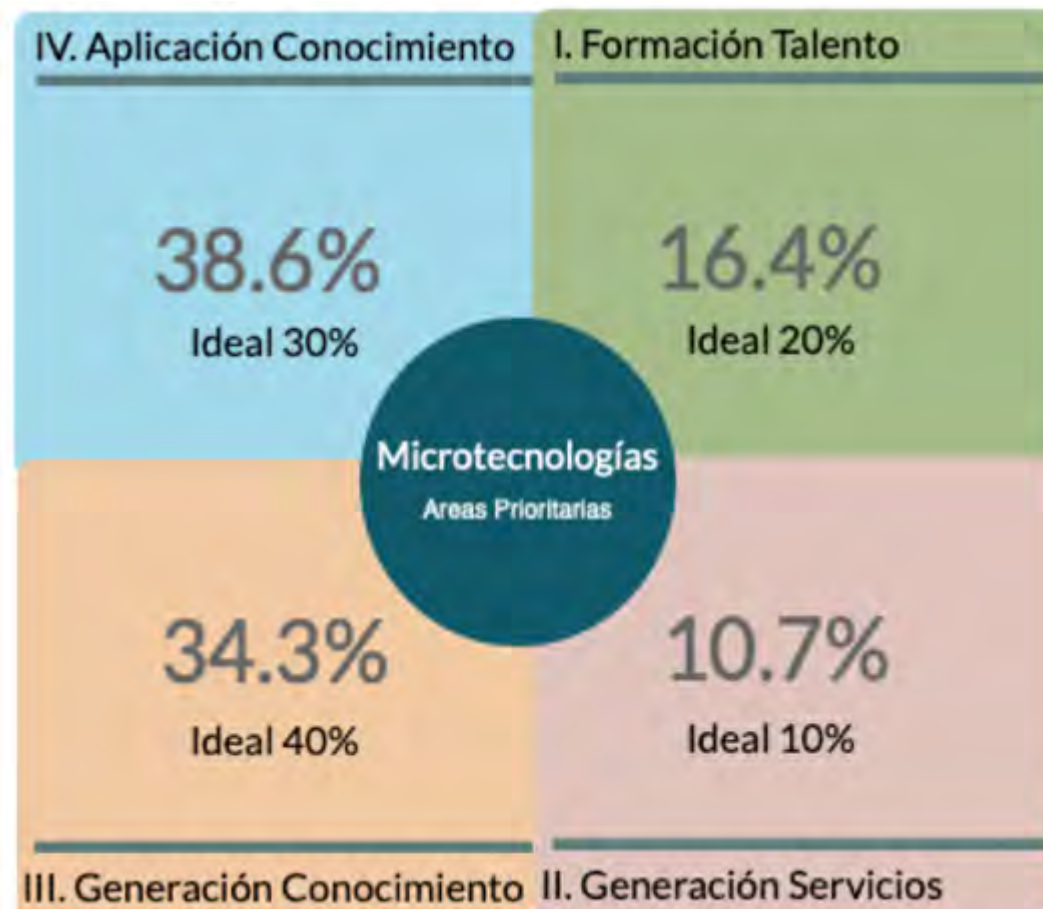 IV. Aplicación Conocimiento
I. Formación Talento
38.6%
Ideal 30%
16.4%
Ideal 20%
Microtecnologías
Areas Prioritarias
34.3%
Ideal 40%
10.7%
Ideal 10%
III. Generación Conocimiento
II. Generación Servicios